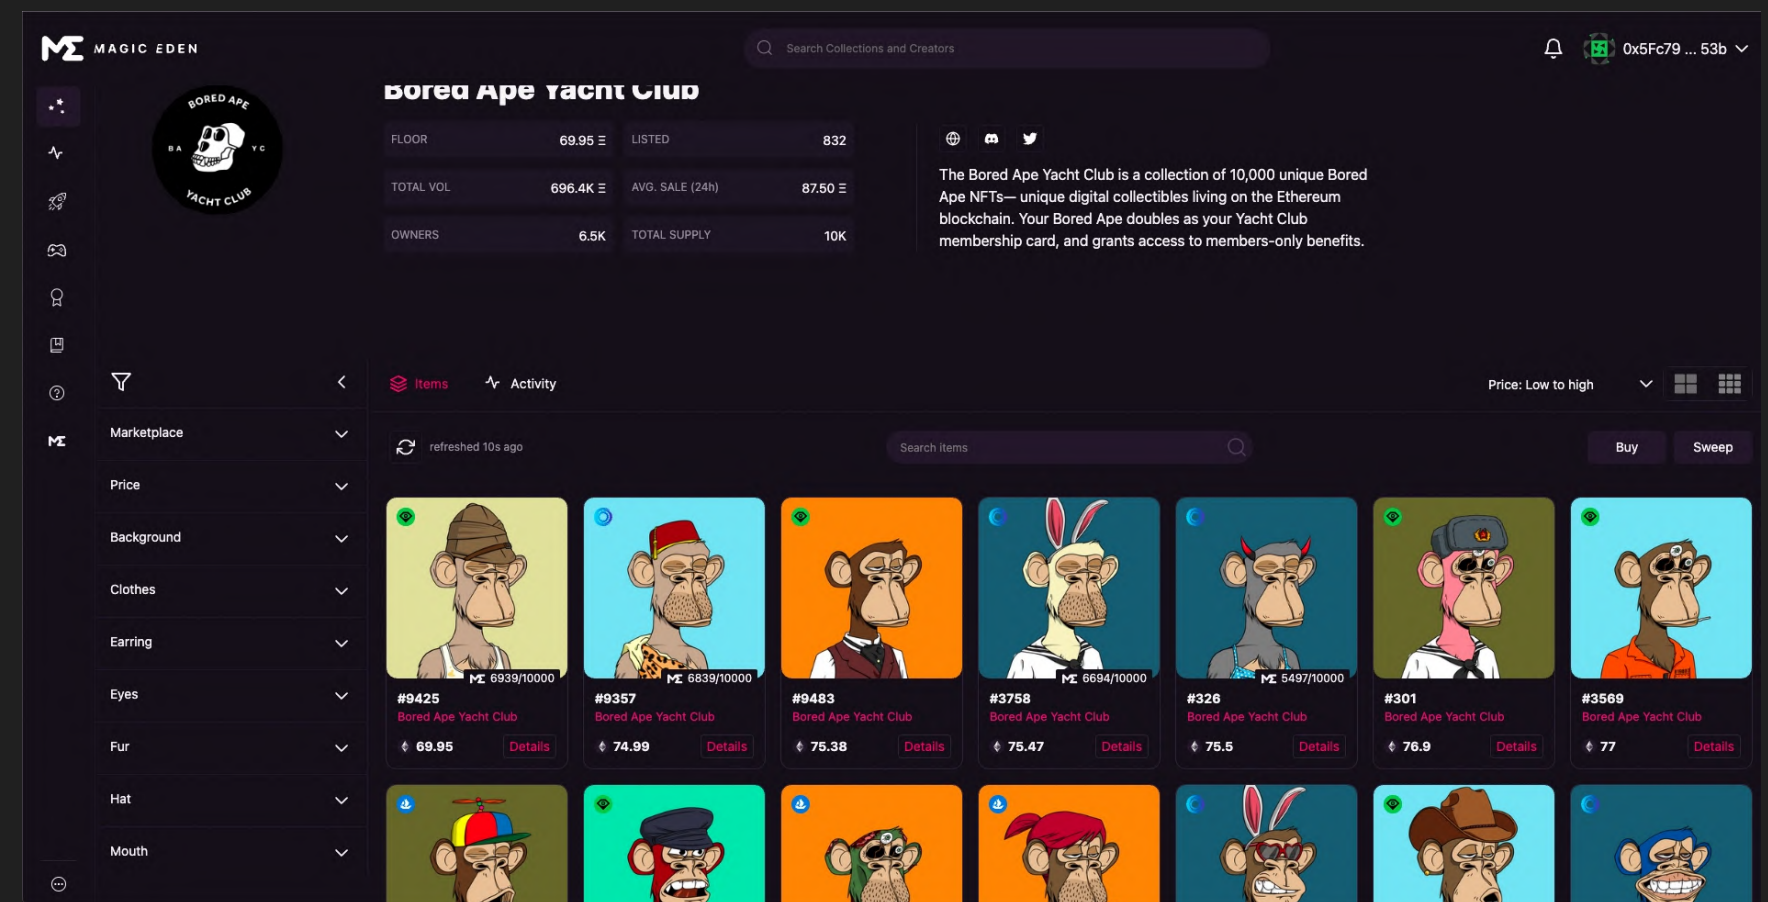 MAGIC EDEN
Search Collections and Creators
0x5Fc79 ... 53b
BORED APE
BA YC
YACHT CLUB
Bored Ape Yacht Club
FLOOR 69.95 Ξ
LISTED 832
TOTAL VOL 696.4K Ξ
AVG. SALE (24h) 87.50 Ξ
OWNERS 6.5K
TOTAL SUPPLY 10K
The Bored Ape Yacht Club is a collection of 10,000 unique Bored
Ape NFTs— unique digital collectibles living on the Ethereum
blockchain. Your Bored Ape doubles as your Yacht Club
membership card, and grants access to members-only benefits.
Items
Activity
Price: Low to high
Marketplace
Price
Background
Clothes
Earring
Eyes
Fur
Hat
Mouth
refreshed 10s ago
Search items
Buy
Sweep
6939/10000
#9425
Bored Ape Yacht Club
69.95 Details
6839/10000
#9357
Bored Ape Yacht Club
74.99 Details
#9483
Bored Ape Yacht Club
75.38 Details
6694/10000
#3758
Bored Ape Yacht Club
75.47 Details
5497/10000
#326
Bored Ape Yacht Club
75.5 Details
#301
Bored Ape Yacht Club
76.9 Details
#3569
Bored Ape Yacht Club
77 Details